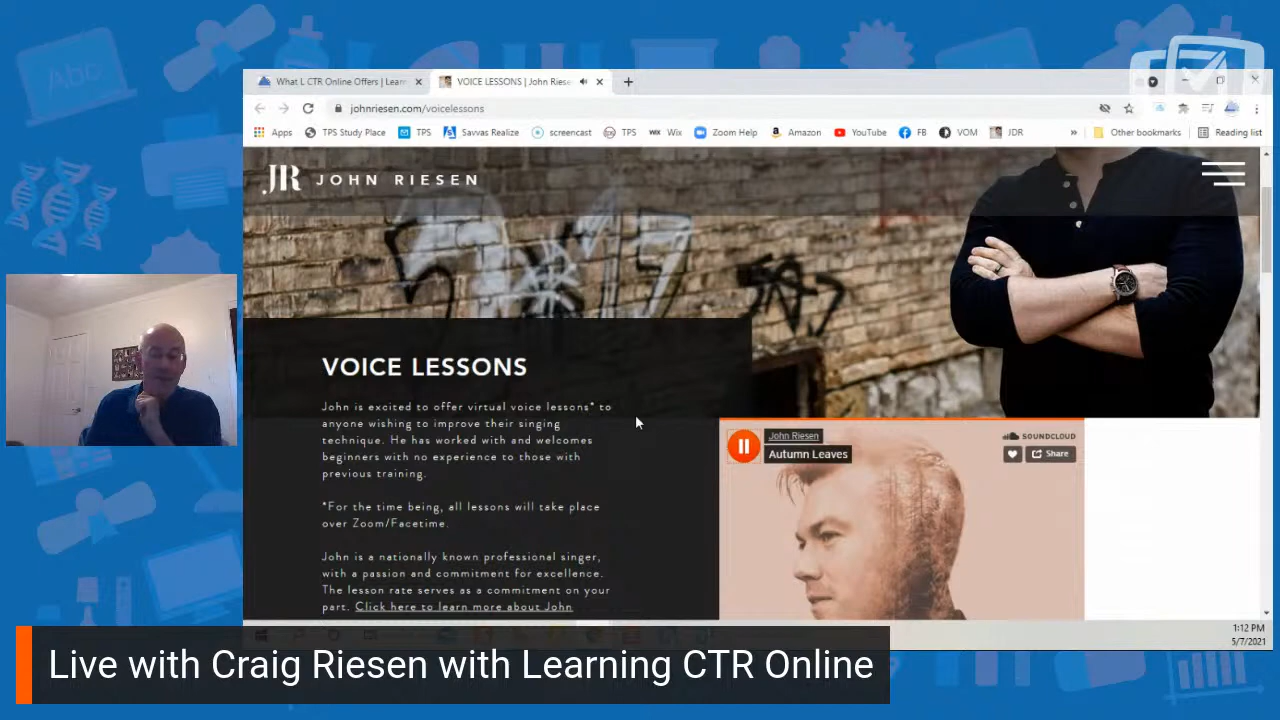 Abc
What L CTR Online Offers | Learn
VOICE LESSONS | John Riese
johnriesen.com/voicelessons
Apps
TPS Study Place
TPS
Savvas Realize
screencast
TPS
Wix
Zoom Help
Amazon
YouTube
FB
VOM
JDR
»
Other bookmarks
Reading list
JR JOHN RIESEN
VOICE LESSONS
John is excited to offer virtual voice lessons* to
anyone wishing to improve their singing
technique. He has worked with and welcomes
beginners with no experience to those with
previous training.
*For the time being, all lessons will take place
over Zoom/Facetime.
John is a nationally known professional singer,
with a passion and commitment for excellence.
The lesson rate serves as a commitment on your
part. Click here to learn more about John
John Riesen
Autumn Leaves
SOUNDCLOUD
Share
1:12 PM
5/7/2021
Live with Craig Riesen with Learning CTR Online